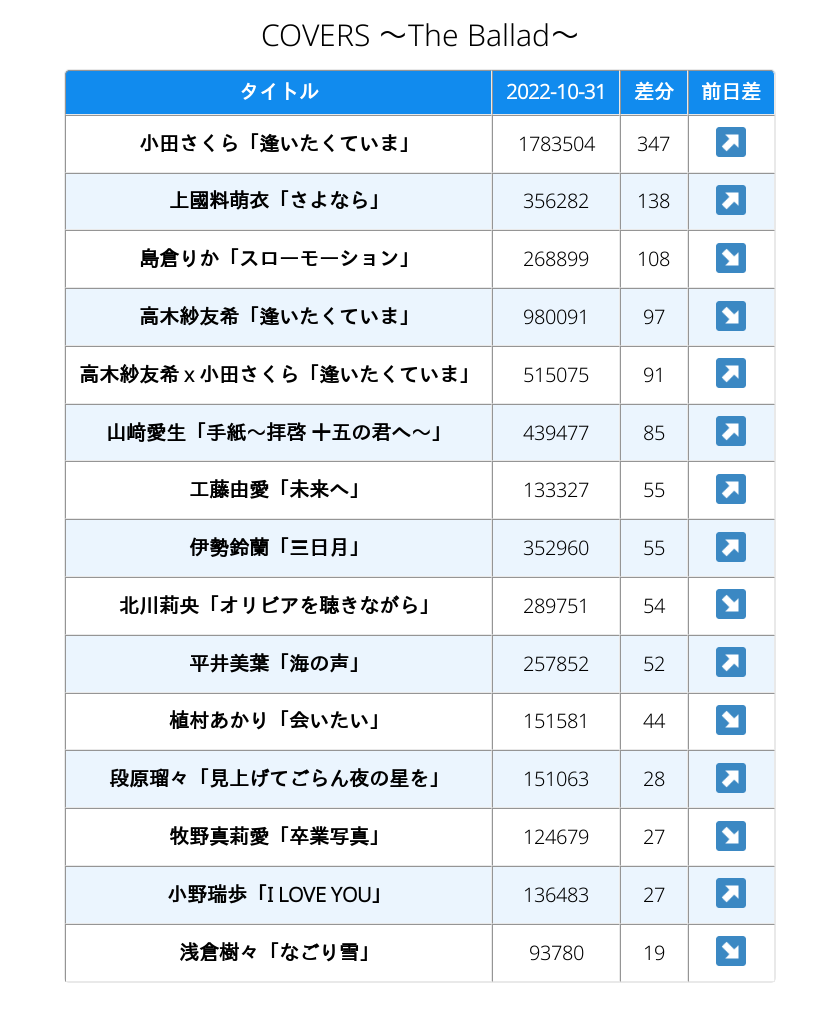 COVERS ～The Ballad～
タイトル 2022-10-31 差分 前日差
小田さくら「逢いたくていま」 1783504 347 ↗
上國料萌衣「さよなら」 356282 138 ↗
島倉りか「スローモーション」 268899 108 ↘
高木紗友希「逢いたくていま」 980091 97 ↘
高木紗友希 x 小田さくら「逢いたくていま」 515075 91 ↗
山﨑愛生「手紙～拝啓 十五の君へ～」 439477 85 ↗
工藤由愛「未来へ」 133327 55 ↗
伊勢鈴蘭「三日月」 352960 55 ↗
北川莉央「オリビアを聴きながら」 289751 54 ↘
平井美葉「海の声」 257852 52 ↗
植村あかり「会いたい」 151581 44 ↘
段原瑠々「見上げてごらん夜の星を」 151063 28 ↗
牧野真莉愛「卒業写真」 124679 27 ↘
小野瑞歩「I LOVE YOU」 136483 27 ↗
浅倉樹々「なごり雪」 93780 19 ↘